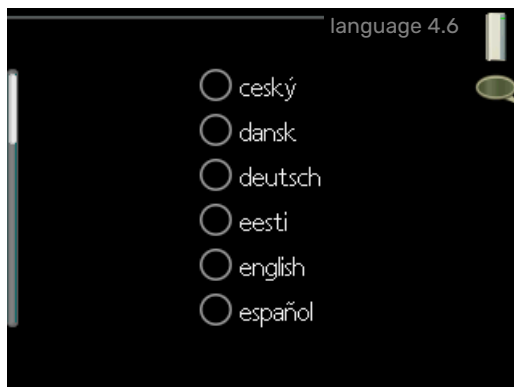 language 4.6
ceský
dansk
deutsch
eesti
english
español